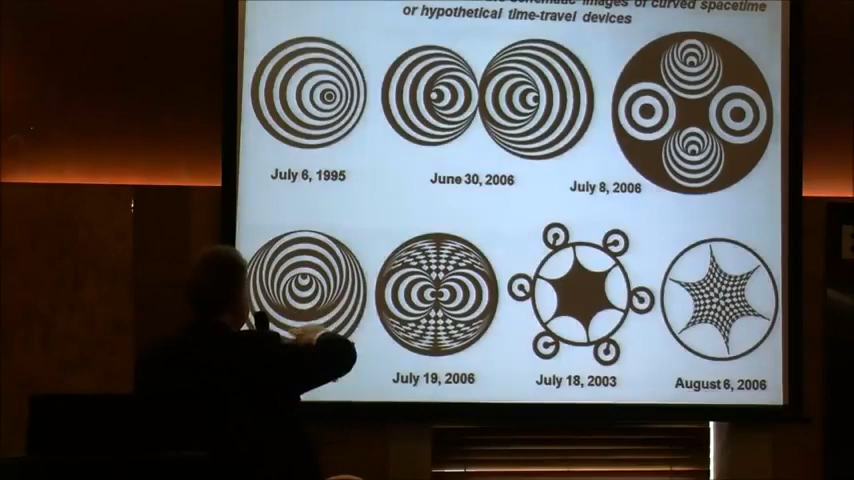 schematic images of curved spacetime
or hypothetical time-travel devices
July 6, 1995
June 30, 2006
July 8, 2006
July 19, 2006
July 18, 2003
August 6, 2006